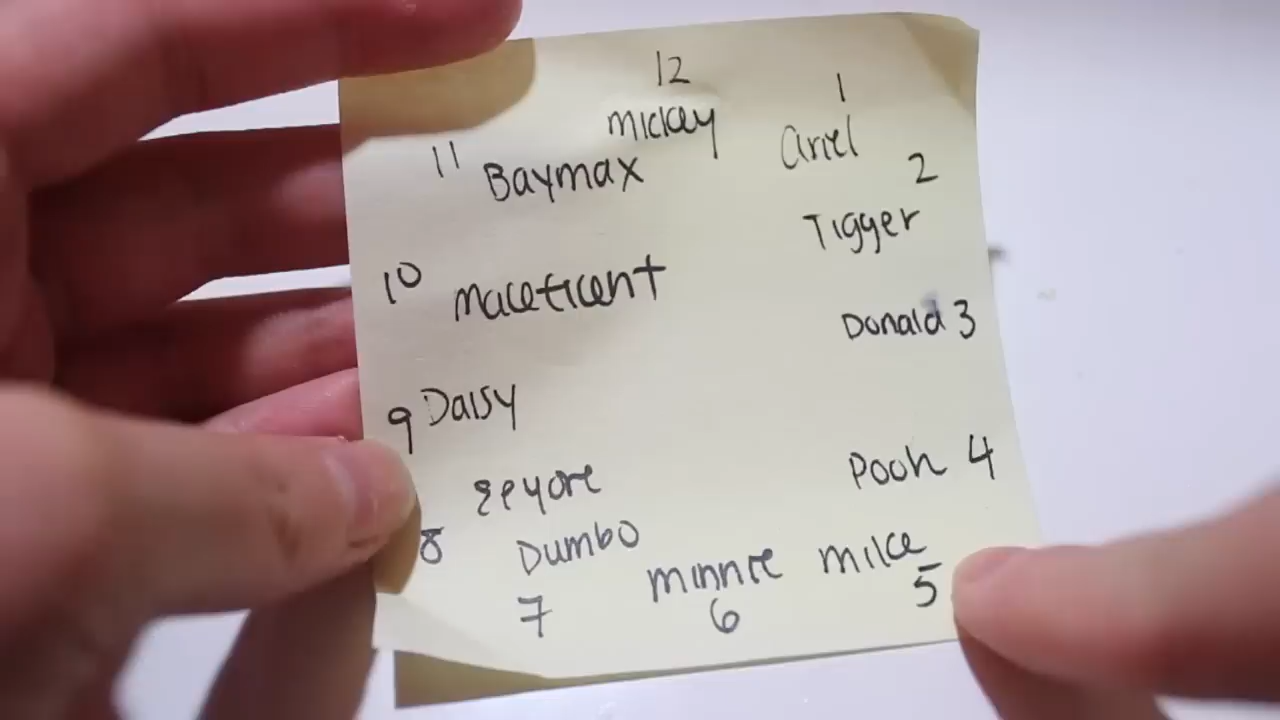 12
Mickey
1
Ariel
11 Baymax
2
Tigger
10 Maleficent
Donald 3
9 Daisy
Pooh 4
Eeyore
8
Dumbo
7
Minnie
6
Mike
5